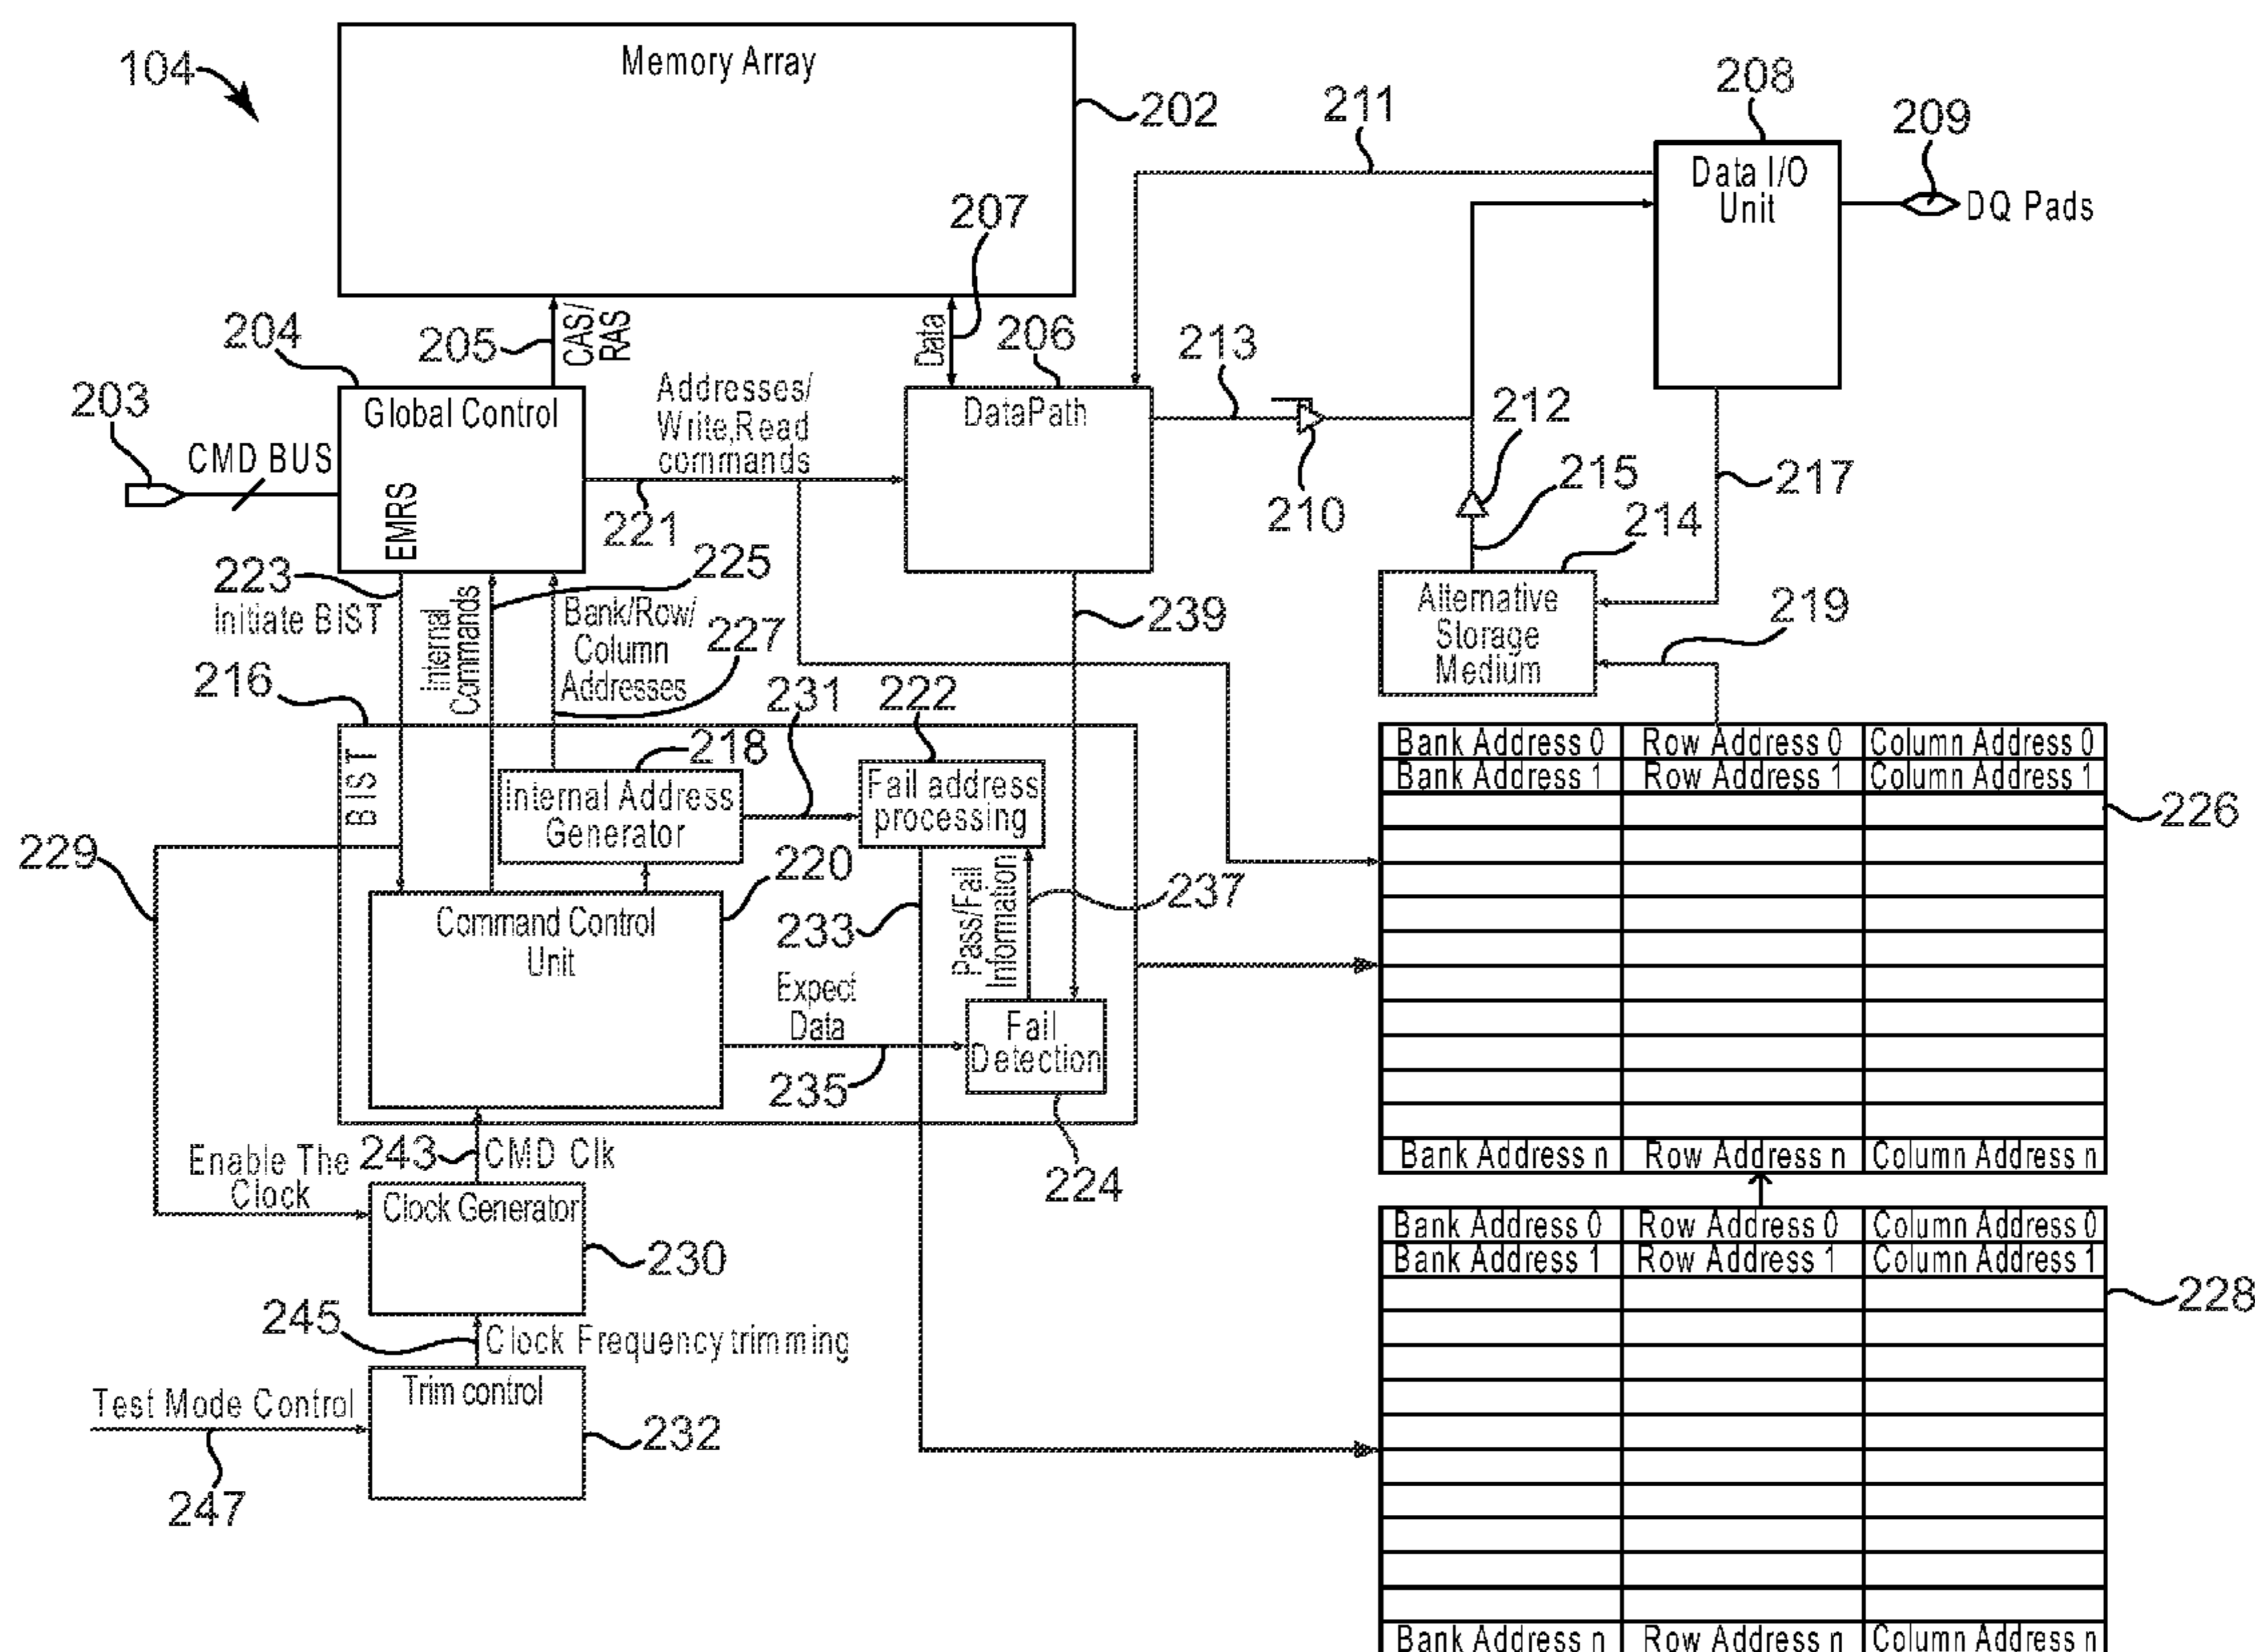 104
Memory Array
202
211
208
209
Data I/O
Unit
DQ Pads
207
204
205
CAS/
RAS
Data
206
213
203
CMD BUS
Global Control
EMRS
Addresses/
Write,Read
commands
221
DataPath
210
212
215
214
217
223
Initiate BIST
225
Internal
Commands
Bank/Row/
Column
Addresses
227
239
Alternative
Storage
Medium
219
216
BIST
231
222
218
Internal Address
Generator
Fail address
processing
229
220
Command Control
Unit
233
Pass/Fail
Information
237
Expect
Data
235
Fail
Detection
224
Bank Address 0 Row Address 0 Column Address 0
Bank Address 1 Row Address 1 Column Address 1
226
Bank Address n Row Address n Column Address n
Enable The
Clock
243
CMD Clk
Clock Generator
230
245
Clock Frequency trimming
Test Mode Control
Trim control
232
247
Bank Address 0 Row Address 0 Column Address 0
Bank Address 1 Row Address 1 Column Address 1
228
Bank Address n Row Address n Column Address n